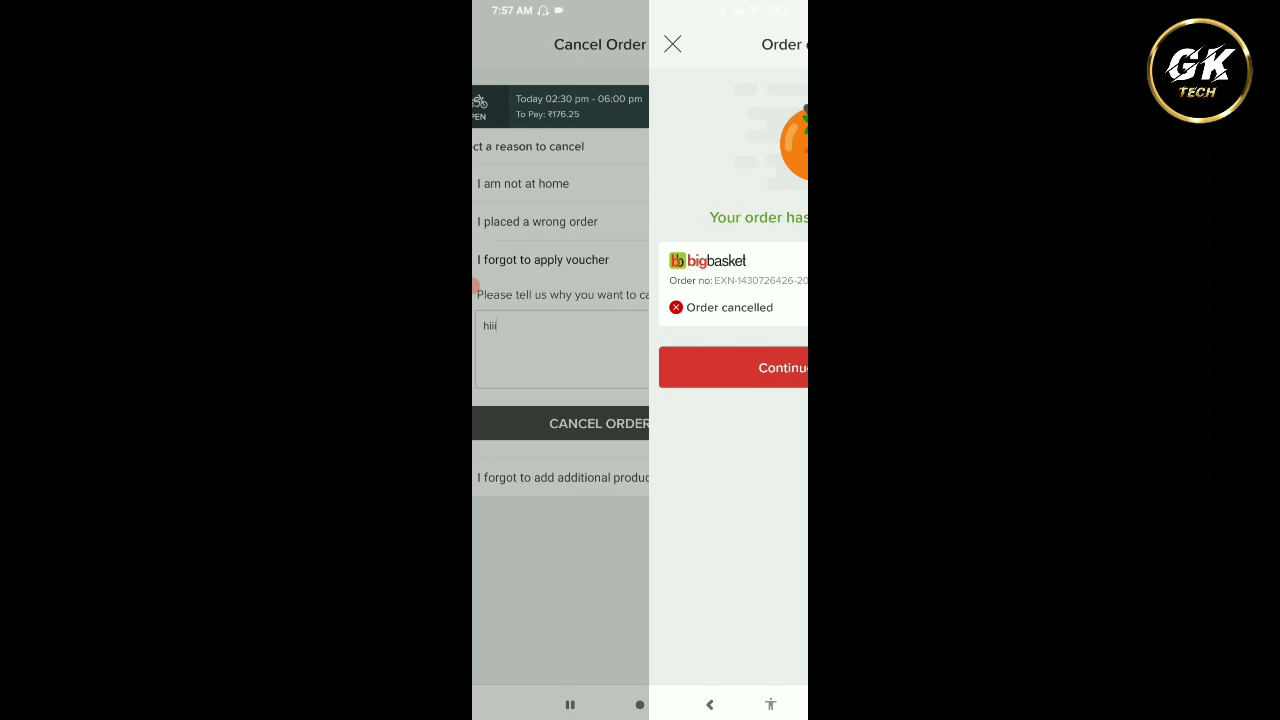 7:57 AM
Cancel Order
PEN
Today 02:30 pm - 06:00 pm
To Pay: ₹176.25
ct a reason to cancel
I am not at home
I placed a wrong order
I forgot to apply voucher
Please tell us why you want to ca
hiii
CANCEL ORDER
I forgot to add additional produc
Order
Your order has
bb bigbasket
Order no: EXN-1430726426-20
Order cancelled
Continu
GK
TECH